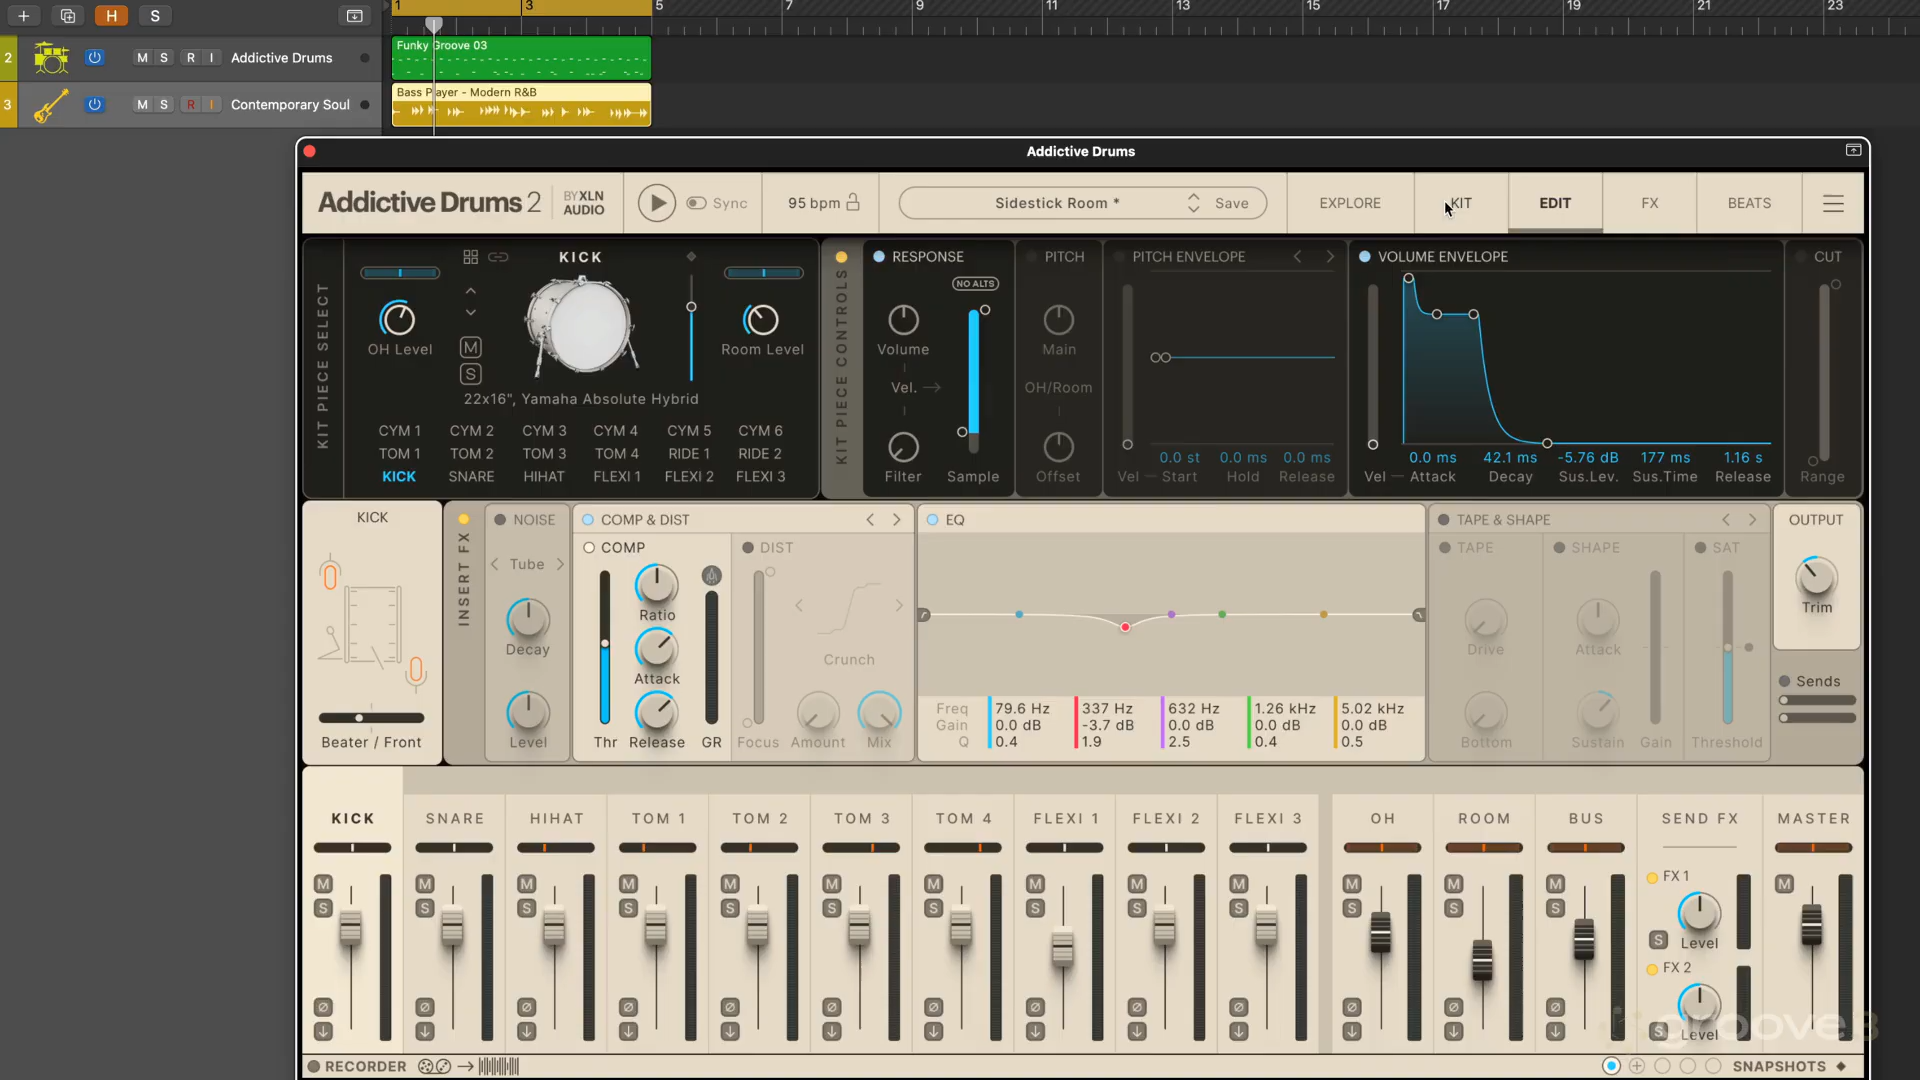 H S
1 3 5 7 9 11 13 15 17 19 21 23
2 M S R I Addictive Drums
Funky Groove 03
3 M S R I Contemporary Soul
Bass Player - Modern R&B
Addictive Drums
Addictive Drums 2 BY XLN AUDIO
Sync 95 bpm Sidestick Room * Save EXPLORE KIT EDIT FX BEATS
KIT PIECE SELECT
KICK
OH Level
M
S
Room Level
22x16", Yamaha Absolute Hybrid
CYM 1 CYM 2 CYM 3 CYM 4 CYM 5 CYM 6
TOM 1 TOM 2 TOM 3 TOM 4 RIDE 1 RIDE 2
KICK SNARE HIHAT FLEXI 1 FLEXI 2 FLEXI 3
KIT PIECE CONTROLS
RESPONSE
NO ALTS
Volume
Vel.
Filter Sample
PITCH
Main
OH/Room
Offset
PITCH ENVELOPE
0.0 st 0.0 ms 0.0 ms
Vel Start Hold Release
VOLUME ENVELOPE
0.0 ms 42.1 ms -5.76 dB 177 ms 1.16 s
Vel Attack Decay Sus.Lev. Sus.Time Release
CUT
Range
KICK
Beater / Front
INSERT FX
NOISE
Tube
Decay
Level
COMP & DIST
COMP
Ratio
Attack
Thr Release GR
DIST
Crunch
Focus Amount Mix
EQ
Freq 79.6 Hz 337 Hz 632 Hz 1.26 kHz 5.02 kHz
Gain 0.0 dB -3.7 dB 0.0 dB 0.0 dB 0.0 dB
Q 0.4 1.9 2.5 0.4 0.5
TAPE & SHAPE
TAPE SHAPE SAT
Drive Attack
Bottom Sustain Gain Threshold
OUTPUT
Trim
Sends
KICK SNARE HIHAT TOM 1 TOM 2 TOM 3 TOM 4 FLEXI 1 FLEXI 2 FLEXI 3 OH ROOM BUS SEND FX MASTER
M M M M M M M M M M M M M FX 1 M
S S S S S S S S S S S S S
S Level
FX 2
S Level
groove3
RECORDER SNAPSHOTS